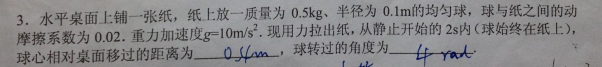 3. 水平桌面上铺一张纸，纸上放一质量为 0.5kg、半径为 0.1m的均匀球，球与纸之间的动
摩擦系数为 0.02. 重力加速度g=10m/s². 现用力拉出纸，从静止开始的 2s内（球始终在纸上），
球心相对桌面移过的距离为 0.4m ，球转过的角度为 4 rad.